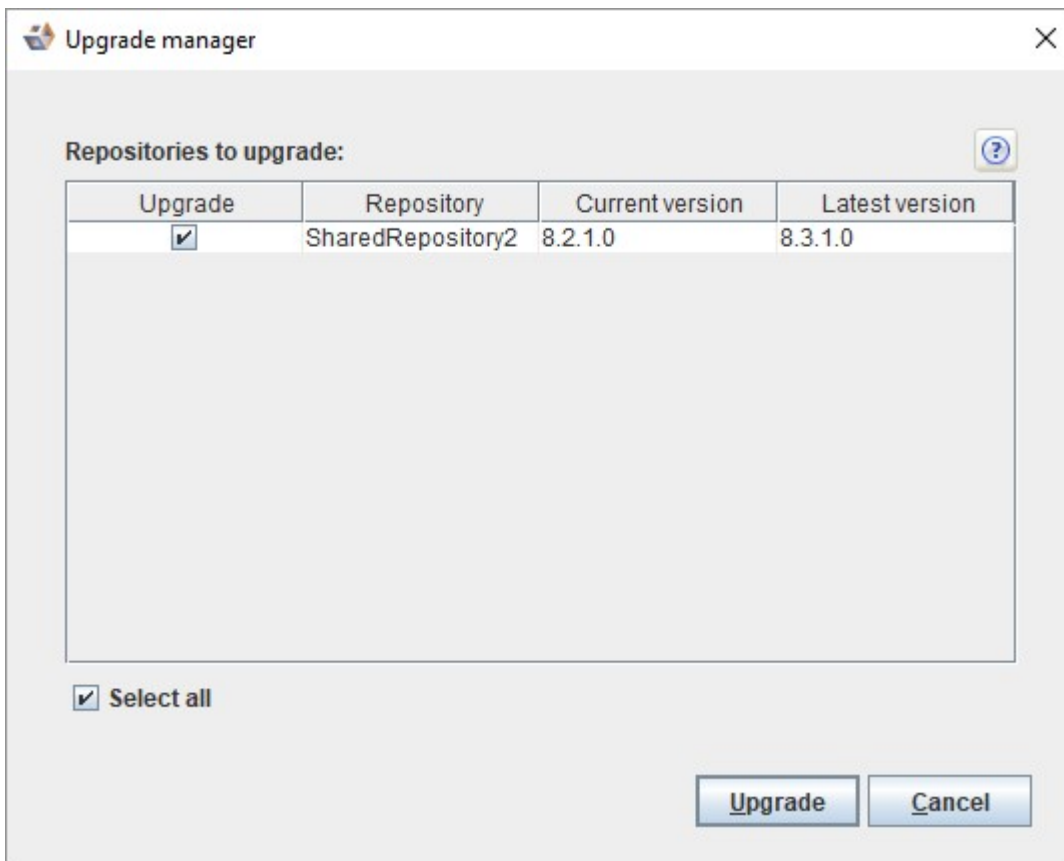 Upgrade manager
Repositories to upgrade:
?
Upgrade Repository Current version Latest version
SharedRepository2 8.2.1.0 8.3.1.0
Select all
Upgrade Cancel